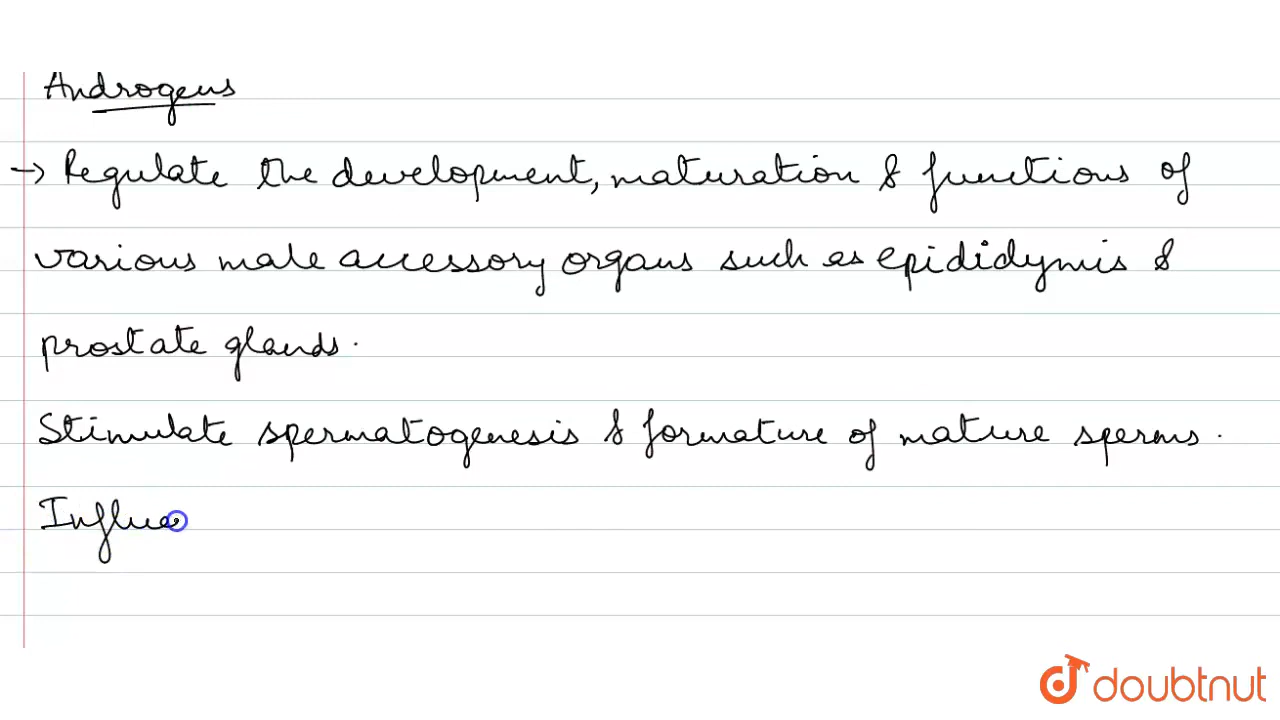 Androgens
→ Regulate the development, maturation & functions of
various male accessory organs such as epididymis &
prostate glands.
Stimulate spermatogenesis & formature of mature sperms.
Influe
doubtnut